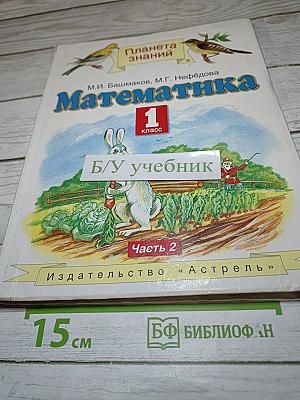 Планета
знаний
М.И. Башмаков, М.Г. Нефёдова
Математика
1
класс
Б/У учебник
Часть 2
Издательство «Астрель»
15 см
БФ БИБЛИОФАН